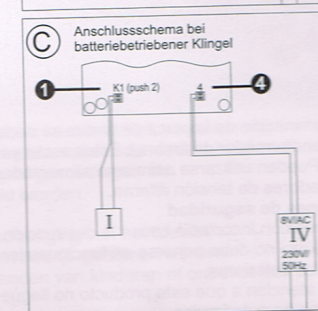 C
Anschlussschema bei
batteriebetriebener Klingel
1
K1 (push 2)
4
4
I
8V/AC
IV
230V/
50Hz